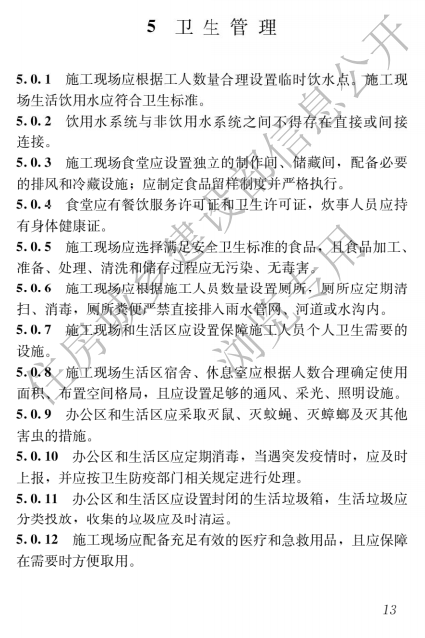 5 卫生管理
5.0.1 施工现场应根据工人数量合理设置临时饮水点。施工现
场生活饮用水应符合卫生标准。
5.0.2 饮用水系统与非饮用水系统之间不得存在直接或间接
连接。
5.0.3 施工现场食堂应设置独立的制作间、储藏间，配备必要
的排风和冷藏设施；应制定食品留样制度并严格执行。
5.0.4 食堂应有餐饮服务许可证和卫生许可证，炊事人员应持
有身体健康证。
5.0.5 施工现场应选择满足安全卫生标准的食品，且食品加工、
准备、处理、清洗和储存过程应无污染、无毒害。
5.0.6 施工现场应根据施工人员数量设置厕所，厕所应定期清
扫、消毒，厕所粪便严禁直接排入雨水管网、河道或水沟内。
5.0.7 施工现场和生活区应设置保障施工人员个人卫生需要的
设施。
5.0.8 施工现场生活区宿舍、休息室应根据人数合理确定使用
面积、布置空间格局，且应设置足够的通风、采光、照明设施。
5.0.9 办公区和生活区应采取灭鼠、灭蚊蝇、灭蟑螂及灭其他
害虫的措施。
5.0.10 办公区和生活区应定期消毒，当遇突发疫情时，应及时
上报，并应按卫生防疫部门相关规定进行处理。
5.0.11 办公区和生活区应设置封闭的生活垃圾箱，生活垃圾应
分类投放，收集的垃圾应及时清运。
5.0.12 施工现场应配备充足有效的医疗和急救用品，且应保障
在需要时方便取用。
13
住房城乡建设部信息公开
浏览专用